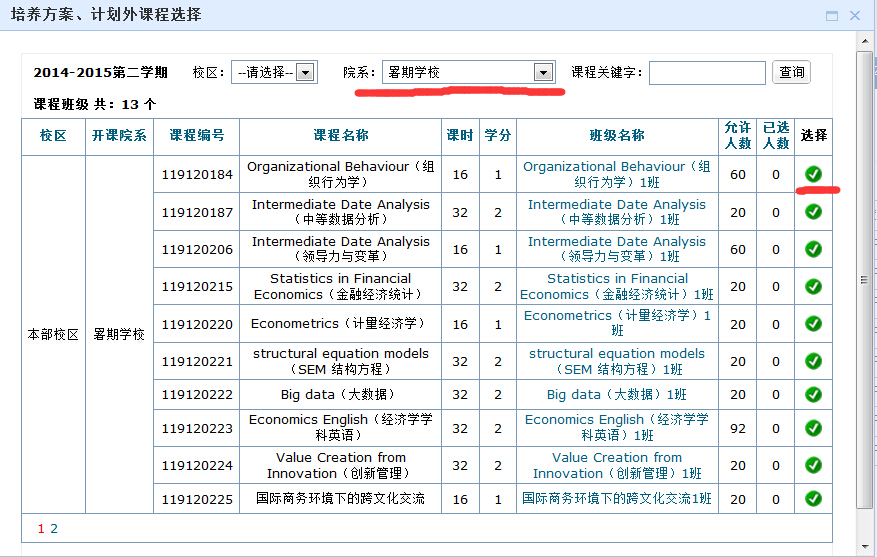 培养方案、计划外课程选择
2014-2015第二学期 校区: --请选择-- 院系: 署期学校 课程关键字: 查询
课程班级 共: 13 个
校区 开课院系 课程编号 课程名称 课时 学分 班级名称 允许人数 已选人数 选择
本部校区 署期学校
119120184 Organizational Behaviour（组织行为学） 16 1 Organizational Behaviour（组织行为学）1班 60 0
119120187 Intermediate Date Analysis（中等数据分析） 32 2 Intermediate Date Analysis（中等数据分析）1班 20 0
119120206 Intermediate Date Analysis（领导力与变革） 16 1 Intermediate Date Analysis（领导力与变革）1班 60 0
119120215 Statistics in Financial Economics（金融经济统计） 32 2 Statistics in Financial Economics（金融经济统计）1班 20 0
119120220 Econometrics（计量经济学） 16 1 Econometrics（计量经济学）1班 20 0
119120221 structural equation models（SEM 结构方程） 32 2 structural equation models（SEM 结构方程）1班 20 0
119120222 Big data（大数据） 32 2 Big data（大数据）1班 20 0
119120223 Economics English（经济学学科英语） 32 2 Economics English（经济学学科英语）1班 92 0
119120224 Value Creation from Innovation（创新管理） 32 2 Value Creation from Innovation（创新管理）1班 20 0
119120225 国际商务环境下的跨文化交流 16 1 国际商务环境下的跨文化交流1班 20 0
1 2